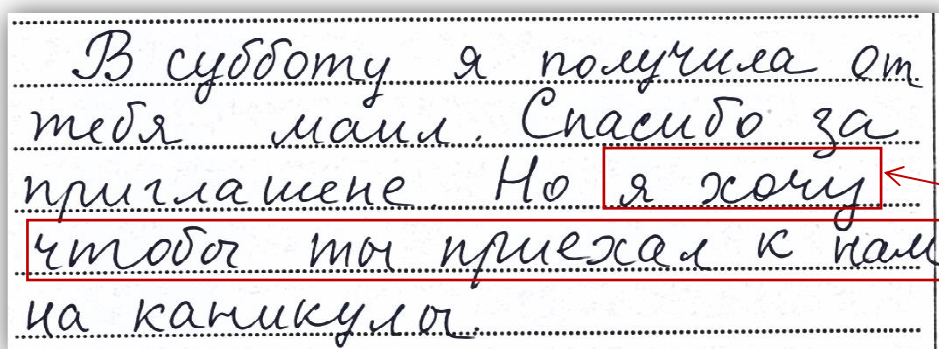 В субботу я получила от
тебя маил. Спасибо за
приглашене. Но я хочу
чтобы ты приехал к нам
на каникулы.